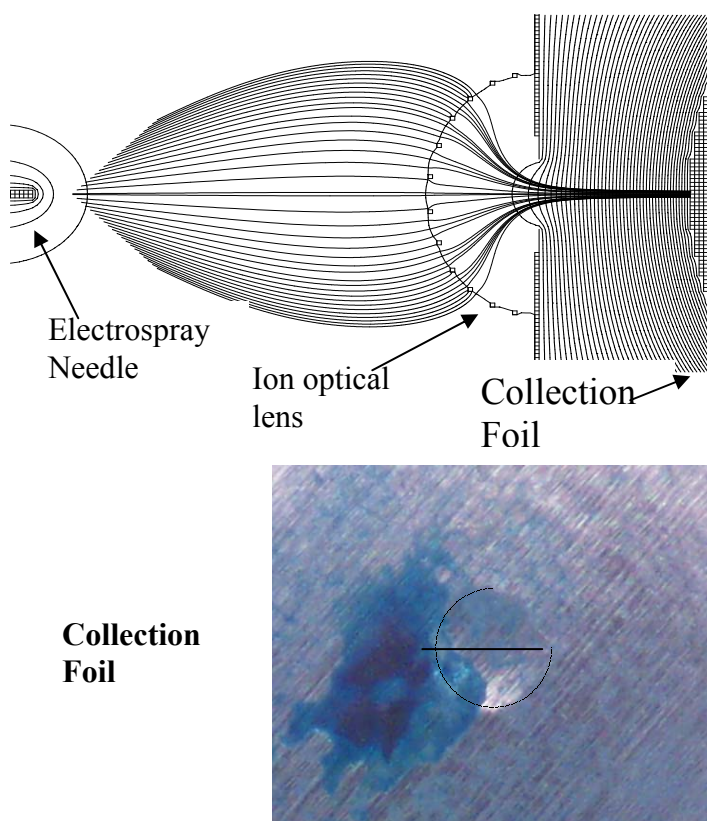 Electrospray
Needle
Ion optical
lens
Collection
Foil
Collection
Foil